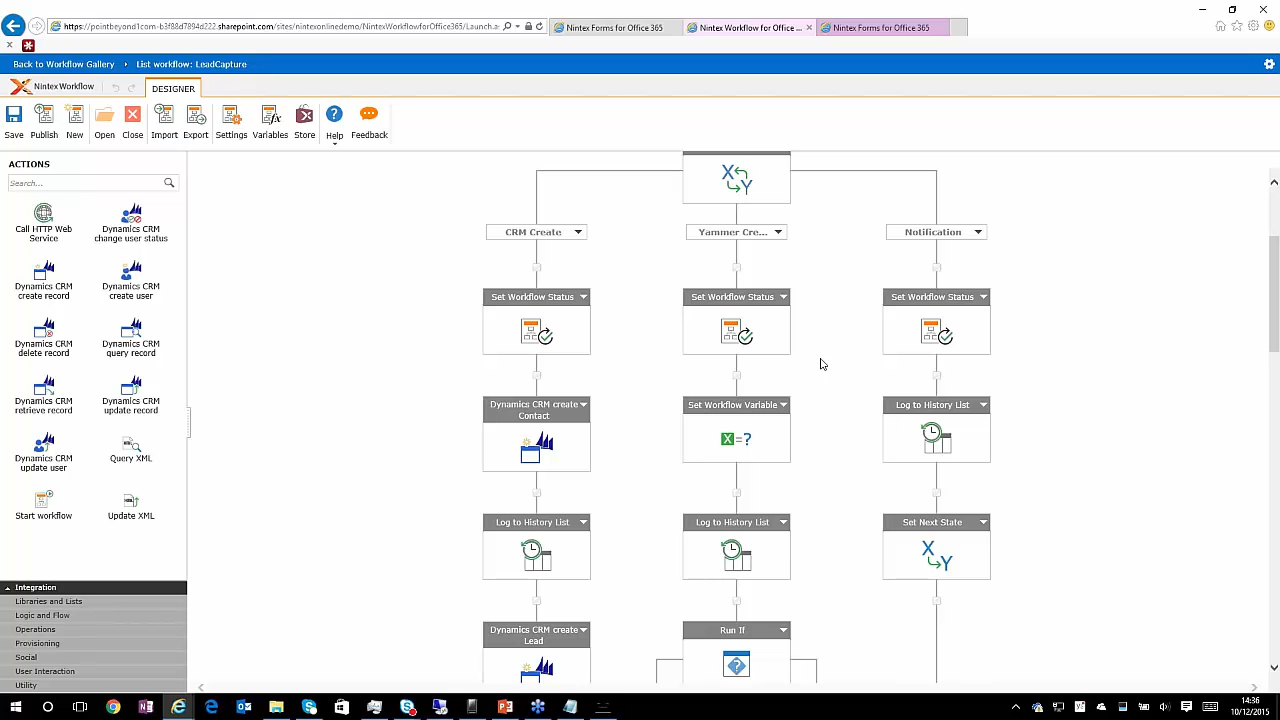 https://pointbeyond1com-b3f88d7894d222.sharepoint.com/sites/nintexonlinedemo/NintexWorkflowforOffice365/Launch.a
Nintex Forms for Office 365
Nintex Workflow for Office ...
Nintex Forms for Office 365
Back to Workflow Gallery
List workflow: LeadCapture
NintexWorkflow
DESIGNER
Save
Publish
New
Open
Close
Import
Export
Settings
Variables
Store
Help
Feedback
ACTIONS
Search...
Call HTTP Web
Service
Dynamics CRM
change user status
Dynamics CRM
create record
Dynamics CRM
create user
Dynamics CRM
delete record
Dynamics CRM
query record
Dynamics CRM
retrieve record
Dynamics CRM
update record
Dynamics CRM
update user
Query XML
Start workflow
Update XML
Integration
Libraries and Lists
Logic and Flow
Operations
Provisioning
Social
User Interaction
Utility
X
Y
CRM Create
Yammer Cre...
Notification
Set Workflow Status
Set Workflow Status
Set Workflow Status
Dynamics CRM create
Contact
Set Workflow Variable
X=?
Log to History List
Log to History List
Log to History List
Set Next State
X
Y
Dynamics CRM create
Lead
Run If
?
14:36
10/12/2015